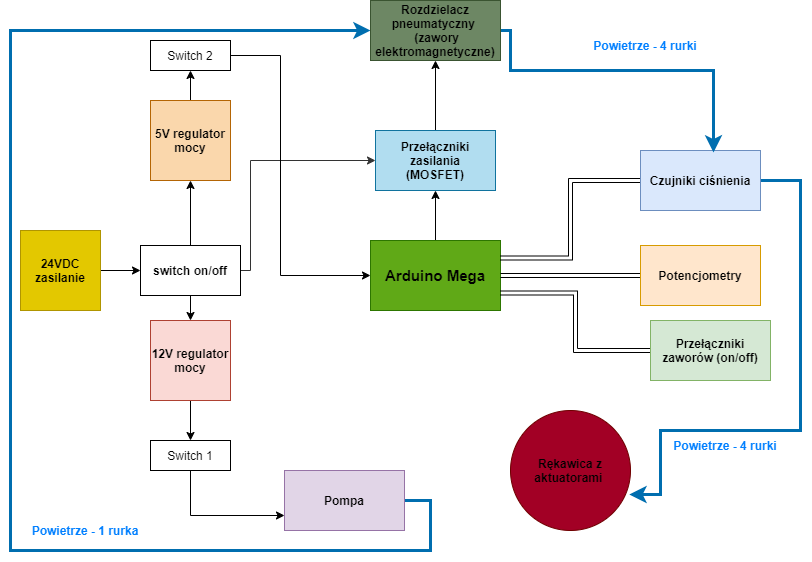 Rozdzielacz
pneumatyczny
(zawory
elektromagnetyczne)
Powietrze - 4 rurki
Switch 2
5V regulator
mocy
Przełączniki
zasilania
(MOSFET)
Czujniki ciśnienia
24VDC
zasilanie
switch on/off
Arduino Mega
Potencjometry
12V regulator
mocy
Przełączniki
zaworów (on/off)
Switch 1
Powietrze - 4 rurki
Rękawica z
aktuatorami
Pompa
Powietrze - 1 rurka